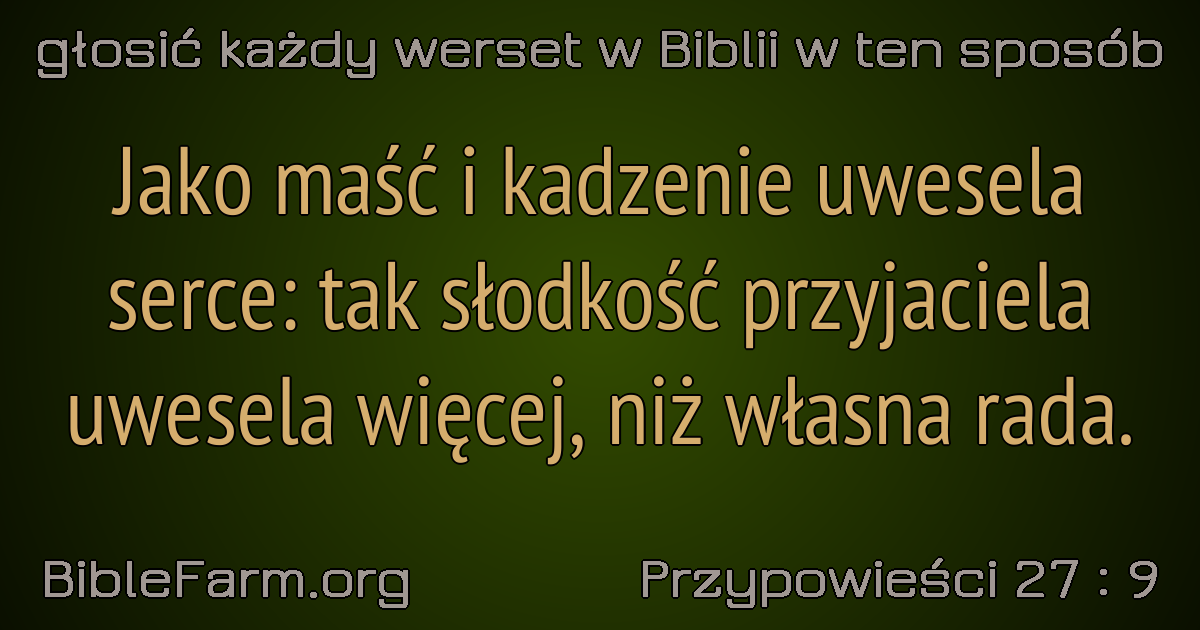 głosić każdy werset w Biblii w ten sposób
Jako maść i kadzenie uwesela
serce: tak słodkość przyjaciela
uwesela więcej, niż własna rada.
BibleFarm.org
Przypowieści 27 : 9